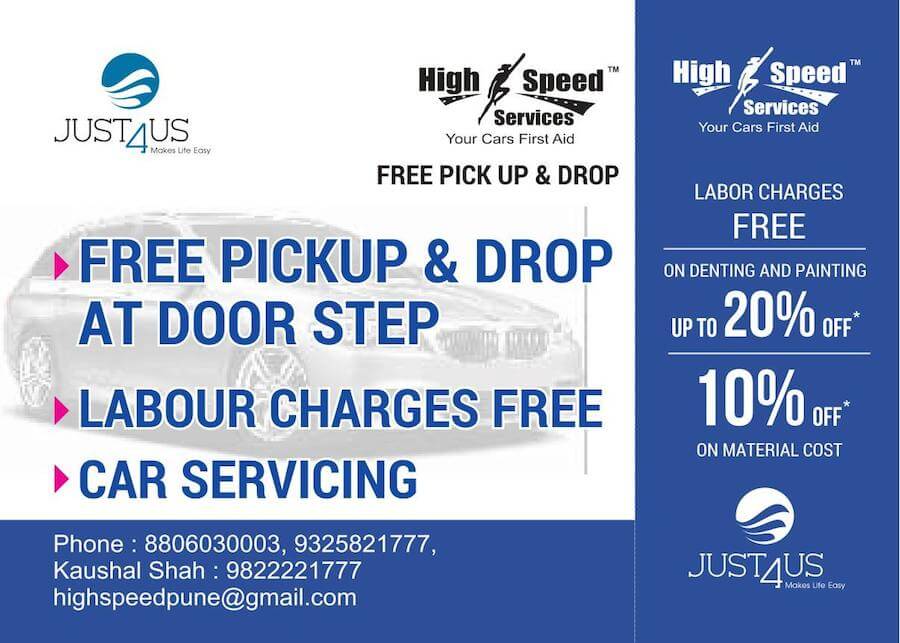 JUST4US
Makes Life Easy
High Speed™
Services
Your Cars First Aid
FREE PICK UP & DROP
FREE PICKUP & DROP
AT DOOR STEP
LABOUR CHARGES FREE
CAR SERVICING
Phone : 8806030003, 9325821777,
Kaushal Shah : 9822221777
highspeedpune@gmail.com
High Speed™
Services
Your Cars First Aid
LABOR CHARGES
FREE
ON DENTING AND PAINTING
UP TO 20% OFF*
10% OFF*
ON MATERIAL COST
JUST4US
Makes Life Easy